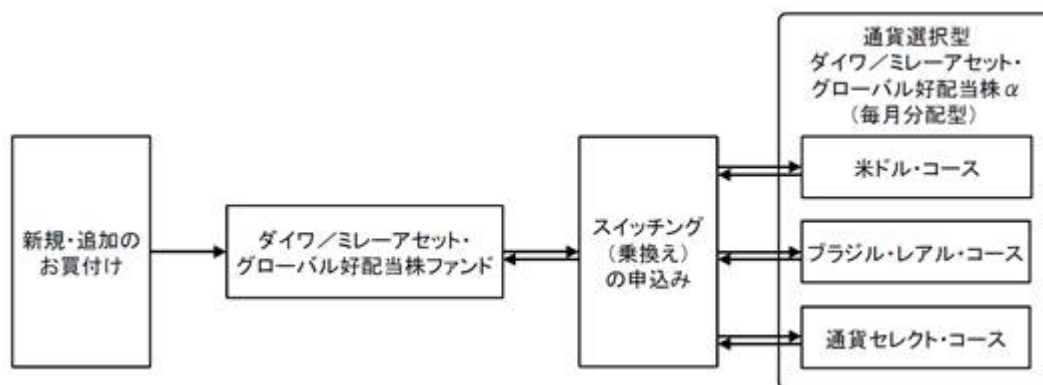 通貨選択型
ダイワ／ミレーアセット・
グローバル好配当株α
(毎月分配型)
新規・追加の
お買付け
ダイワ／ミレーアセット・
グローバル好配当株ファンド
スイッチング
(乗換え)
の申込み
米ドル・コース
ブラジル・レアル・コース
通貨セレクト・コース